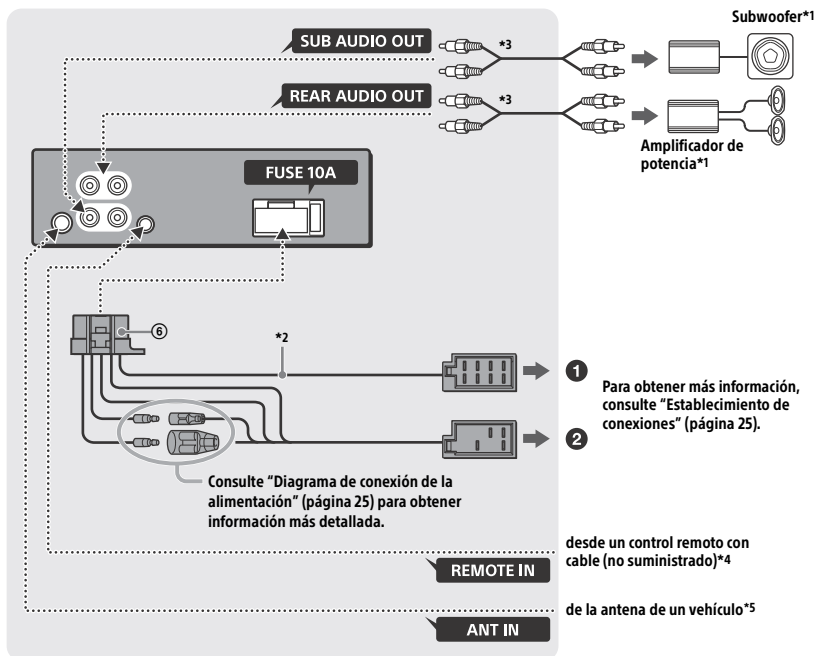 Subwoofer*1
SUB AUDIO OUT
*3
REAR AUDIO OUT
*3
Amplificador de
potencia*1
FUSE 10A
⑥
*2
❶
Para obtener más información,
consulte “Establecimiento de
conexiones” (página 25).
❷
Consulte “Diagrama de conexión de la
alimentación” (página 25) para obtener
información más detallada.
desde un control remoto con
cable (no suministrado)*4
REMOTE IN
de la antena de un vehículo*5
ANT IN